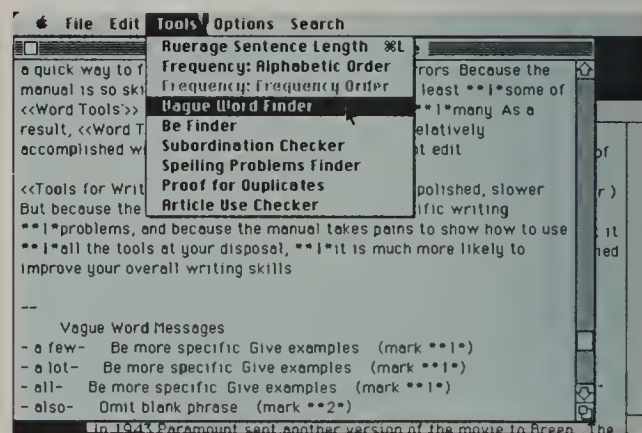 File Edit Tools Options Search
Average Sentence Length ⌘L
Frequency: Alphabetic Order
Frequency: Frequency Order
Vague Word Finder
Be Finder
Subordination Checker
Spelling Problems Finder
Proof for Duplicates
Article Use Checker
a quick way to f rrors Because the
manual is so ski least **1*some of
<<Word Tools>> **1*many As a
result, <<Word T elatively
accomplished w t edit
<<Tools for Writ polished, slower
But because the ific writing
**1*problems, and because the manual takes pains to show how to use
**1*all the tools at your disposal, **1*it is much more likely to
improve your overall writing skills
--
Vague Word Messages
- a few- Be more specific Give examples (mark **1*)
- a lot- Be more specific Give examples (mark **1*)
- all- Be more specific Give examples (mark **1*)
- also- Omit blank phrase (mark **2*)
In 1943 Paramount sent another version of the movie to Breen. The
of
r )
it
ned